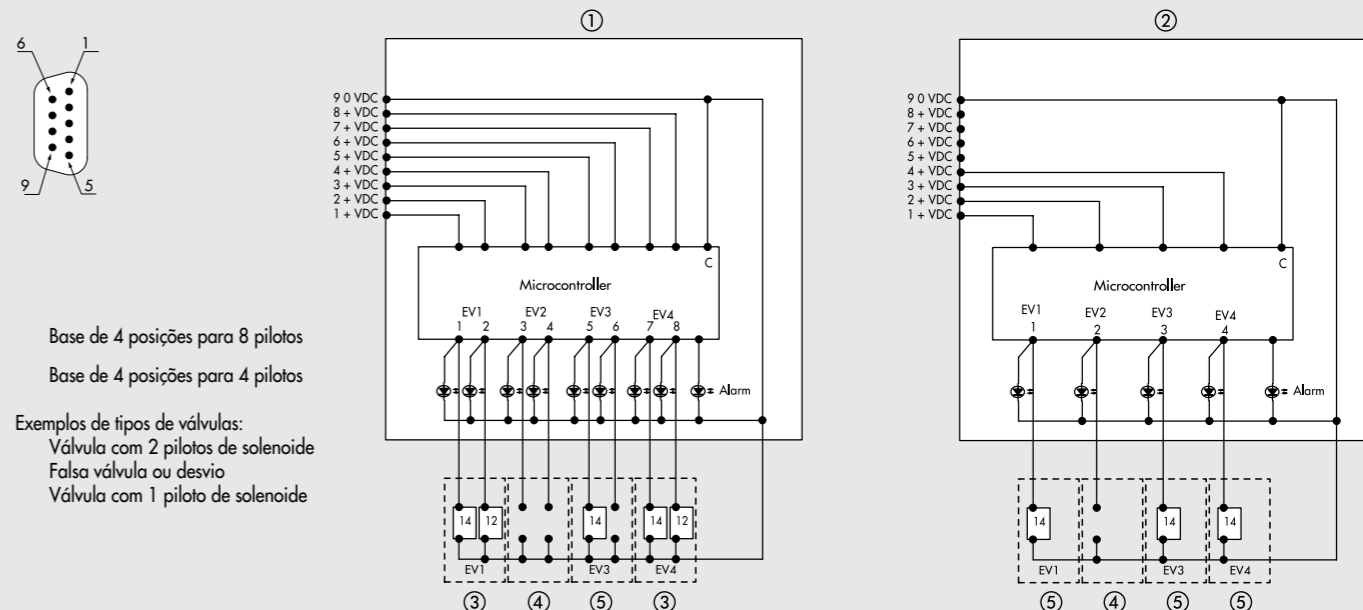 6 1
9 5
Base de 4 posições para 8 pilotos
Base de 4 posições para 4 pilotos
Exemplos de tipos de válvulas:
Válvula com 2 pilotos de solenoide
Falsa válvula ou desvio
Válvula com 1 piloto de solenoide
①
9 0 VDC
8 + VDC
7 + VDC
6 + VDC
5 + VDC
4 + VDC
3 + VDC
2 + VDC
1 + VDC
C
Microcontroller
EV1 EV2 EV3 EV4
1 2 3 4 5 6 7 8
Alarm
14 12 14 14 12
EV1 EV3 EV4
③ ④ ⑤ ③
②
9 0 VDC
8 + VDC
7 + VDC
6 + VDC
5 + VDC
4 + VDC
3 + VDC
2 + VDC
1 + VDC
C
Microcontroller
EV1 EV2 EV3 EV4
1 2 3 4
Alarm
14 14 14
EV1 EV3 EV4
⑤ ④ ⑤ ⑤